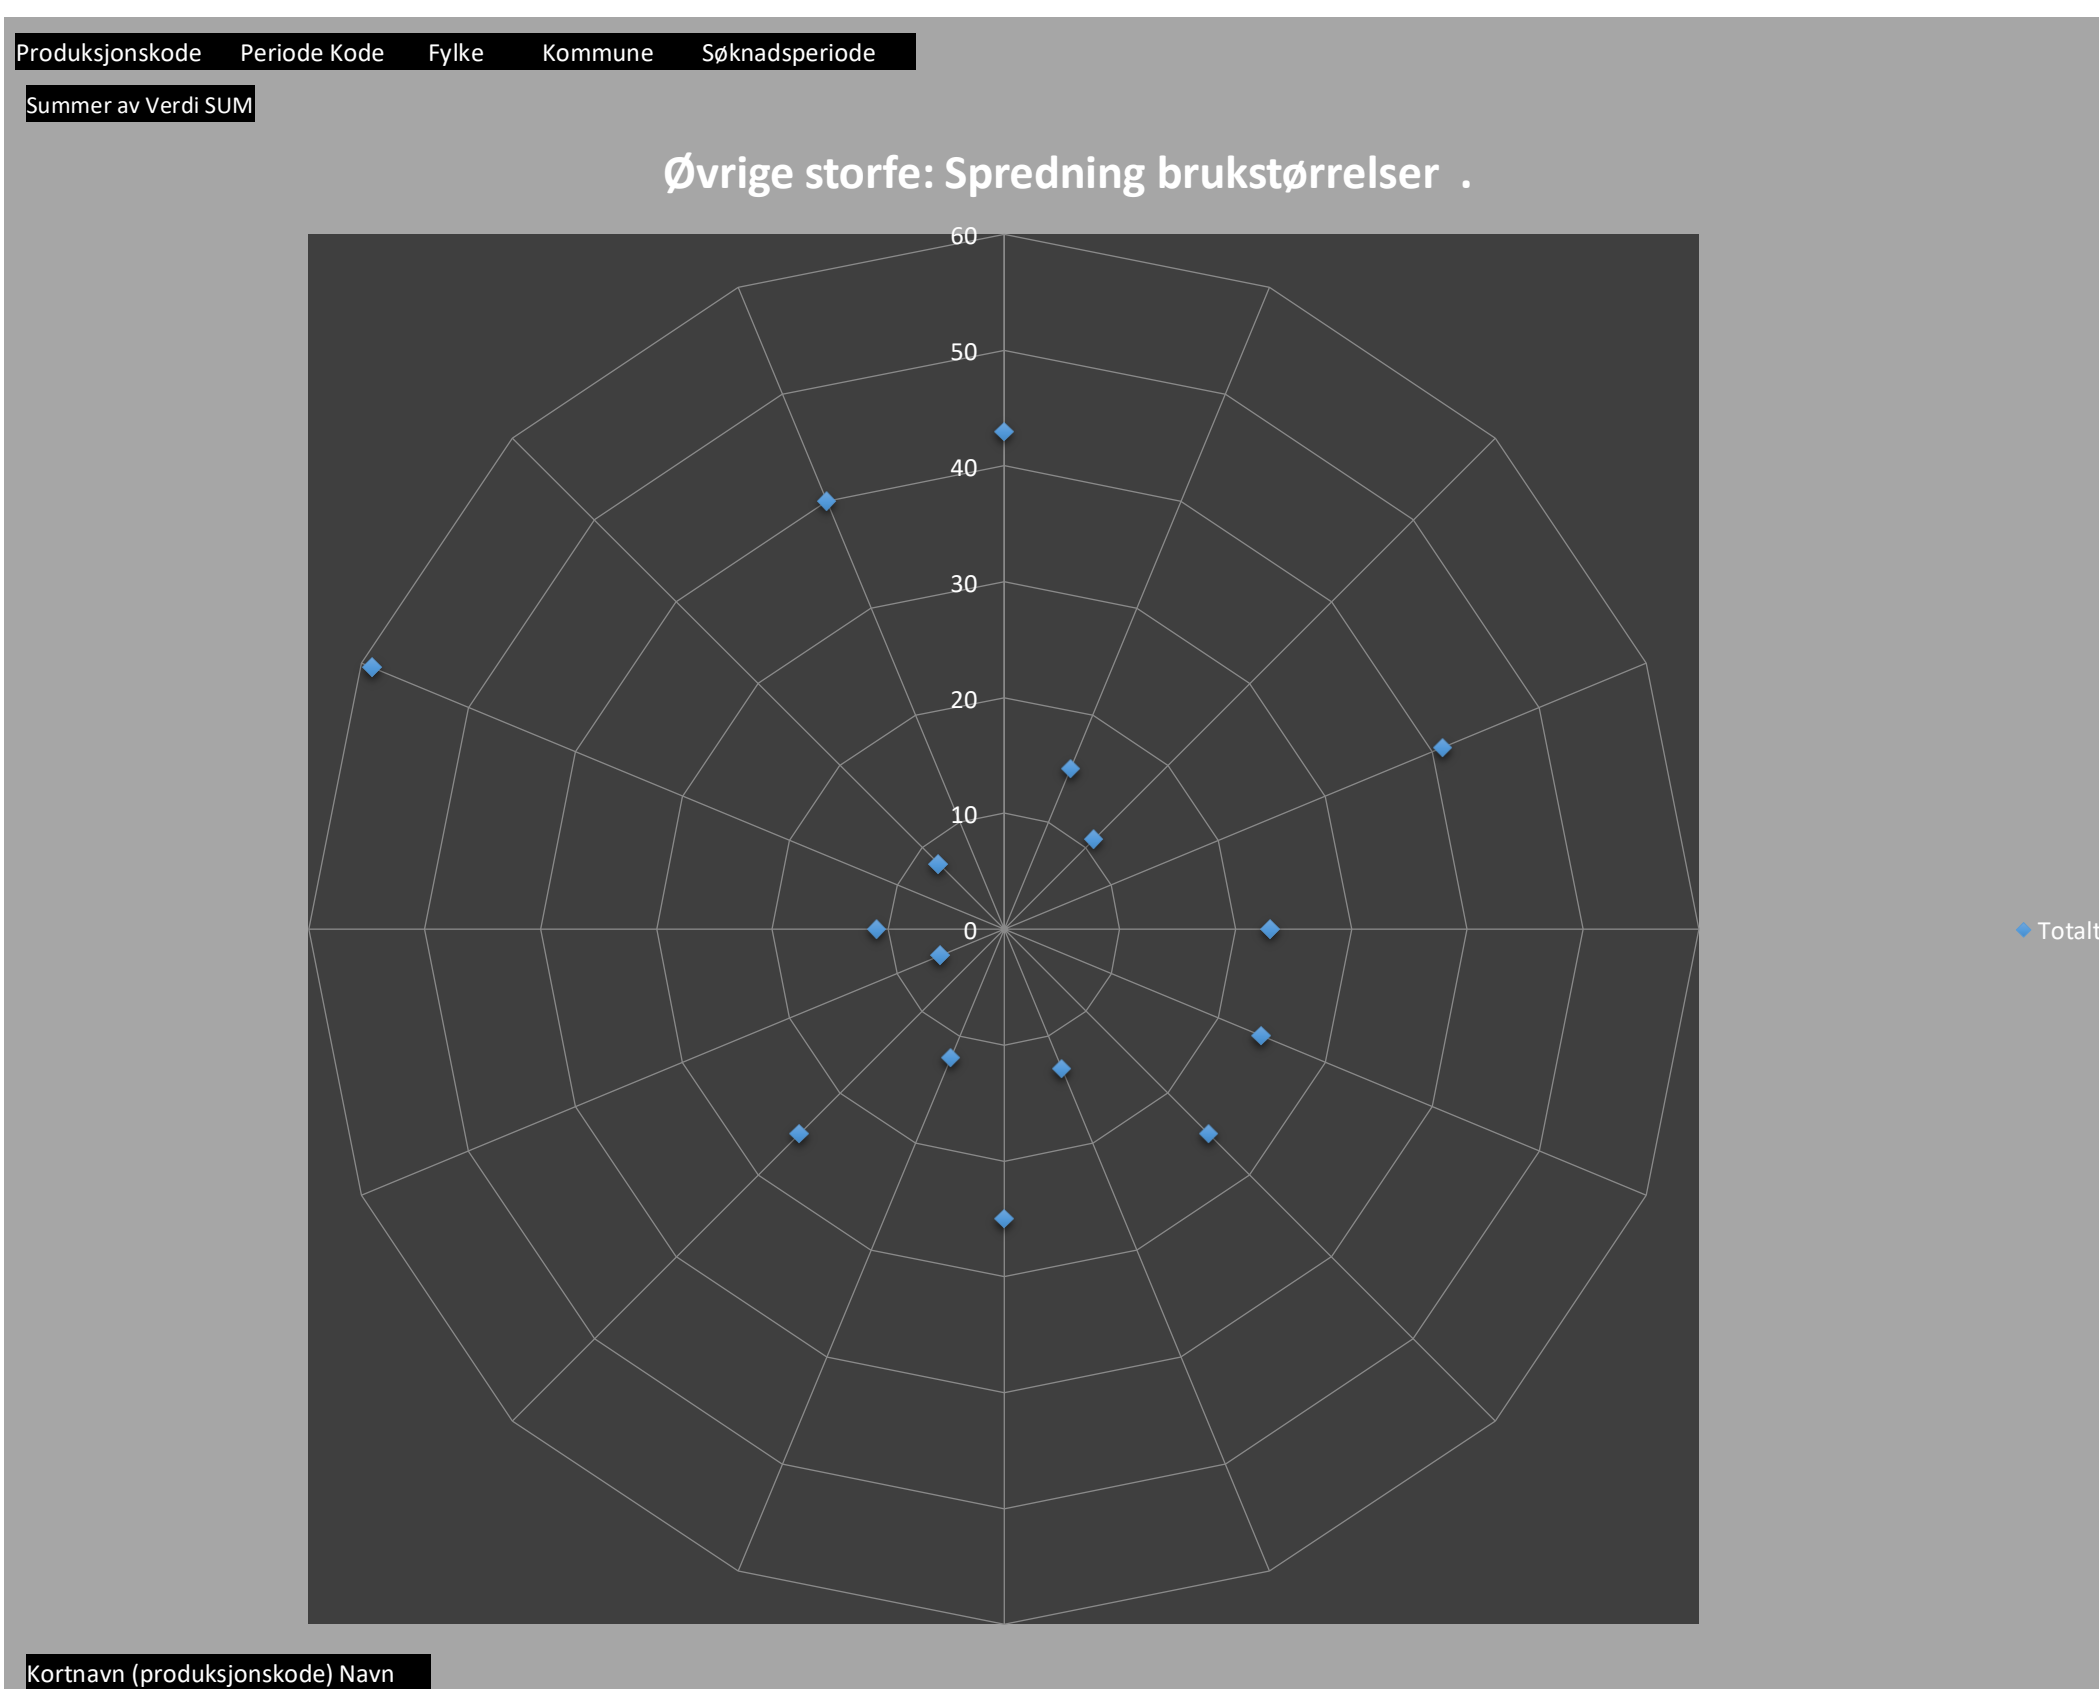 Produksjonskode Periode Kode Fylke Kommune Søknadsperiode
Summer av Verdi SUM
Øvrige storfe: Spredning brukstørrelser .
60
50
40
30
20
10
0
Totalt
Kortnavn (produksjonskode) Navn